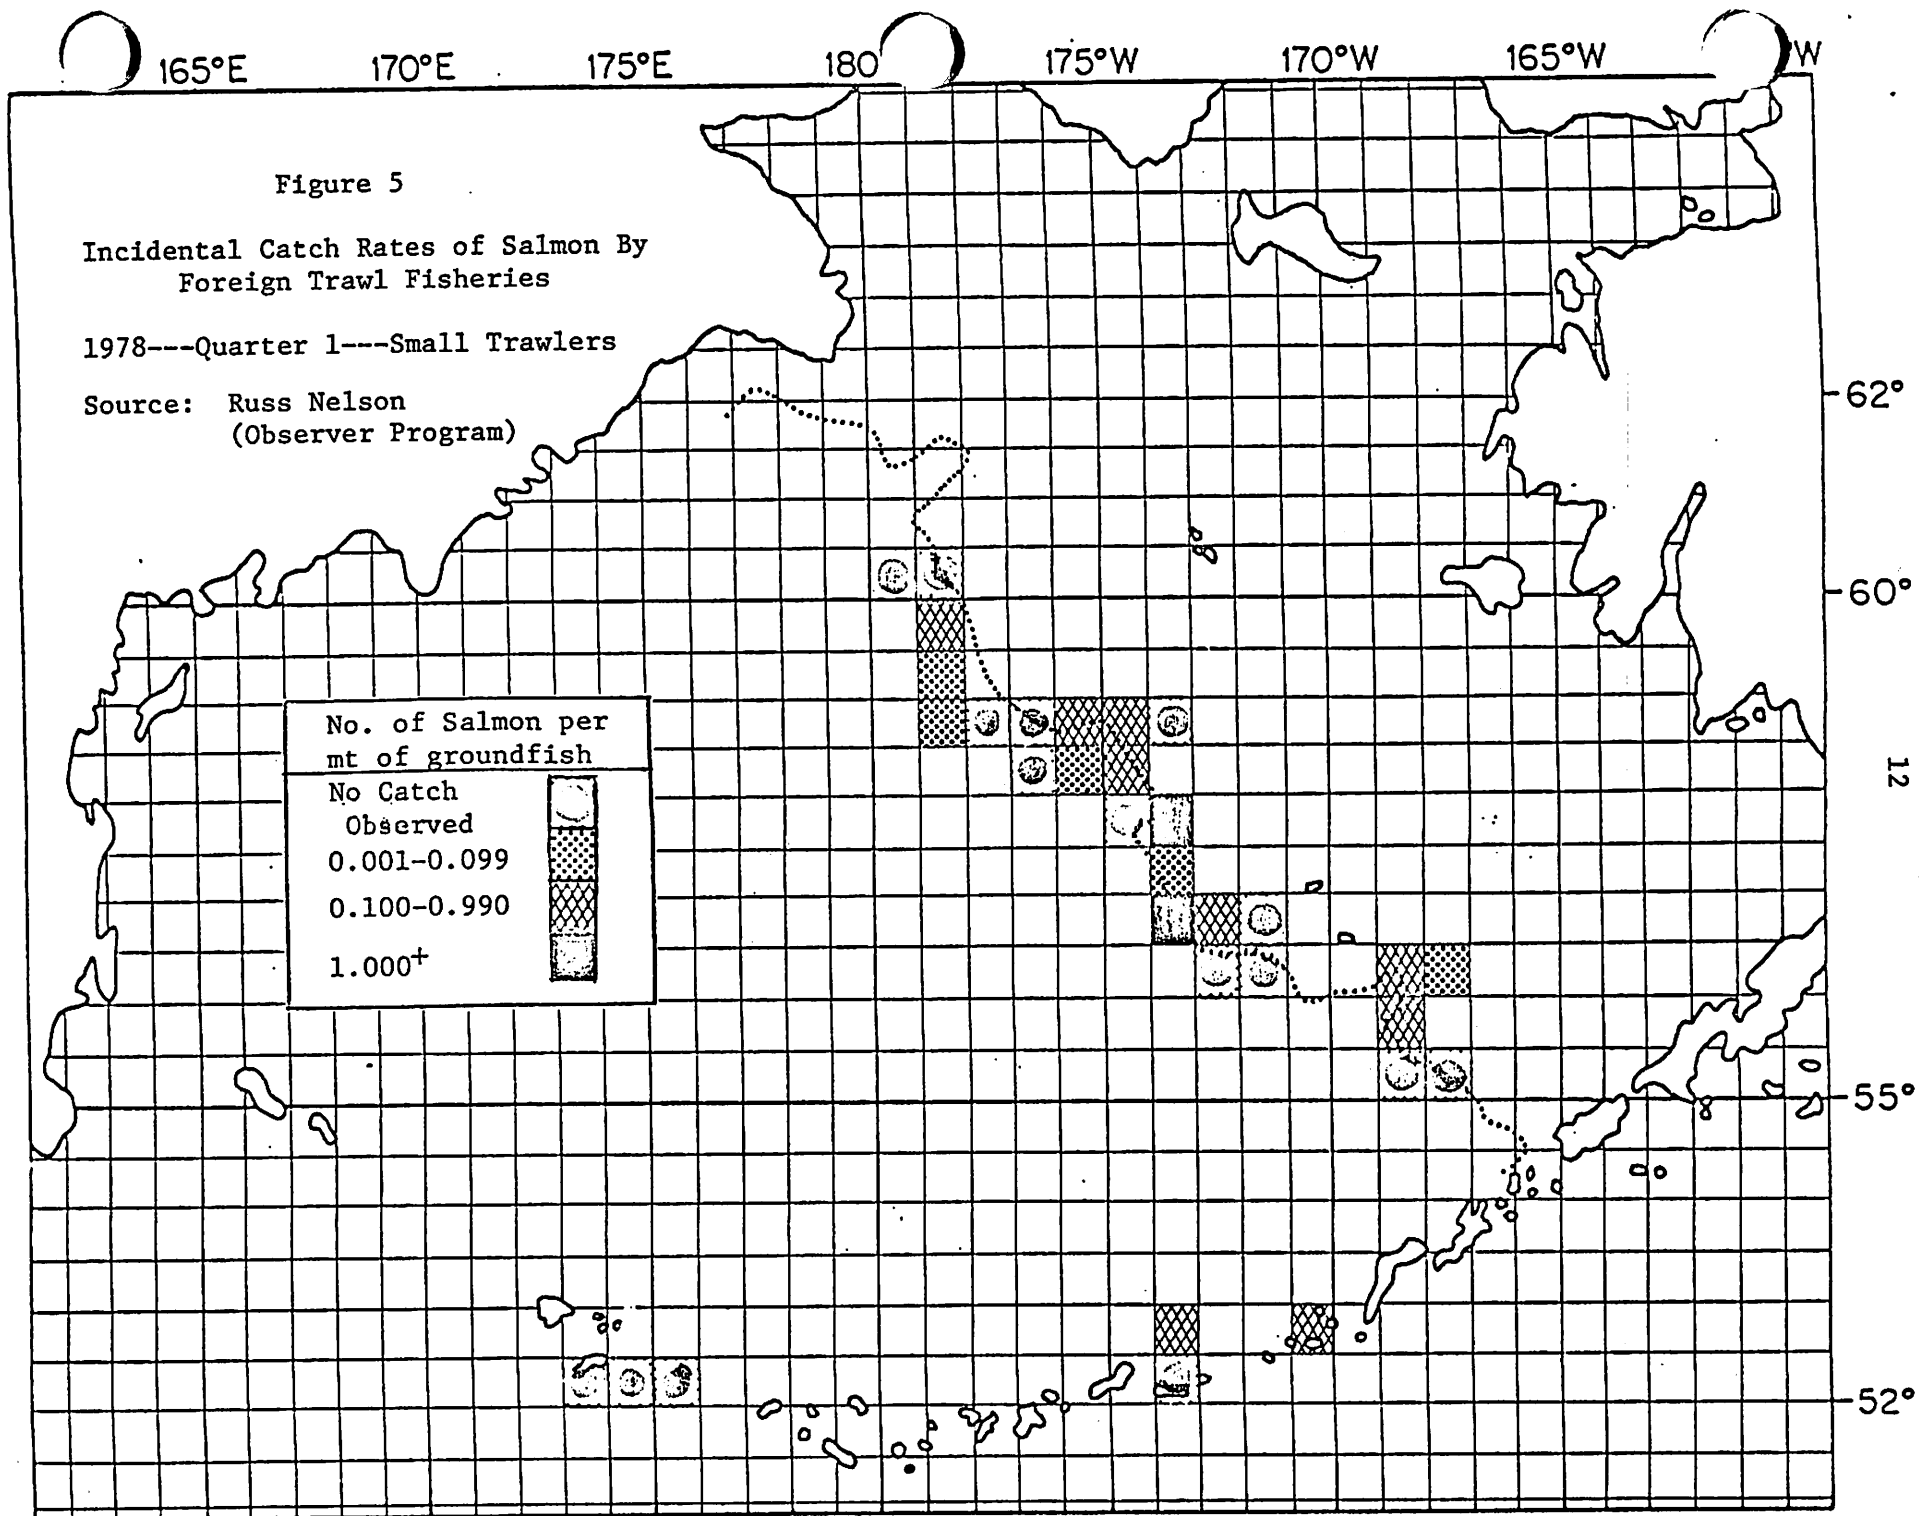 165°E 170°E 175°E 180 175°W 170°W 165°W W
Figure 5
Incidental Catch Rates of Salmon By
Foreign Trawl Fisheries
1978---Quarter 1---Small Trawlers
Source: Russ Nelson
(Observer Program)
62°
60°
No. of Salmon per
mt of groundfish
No Catch
Observed
0.001-0.099
0.100-0.990
1.000+
12
55°
52°